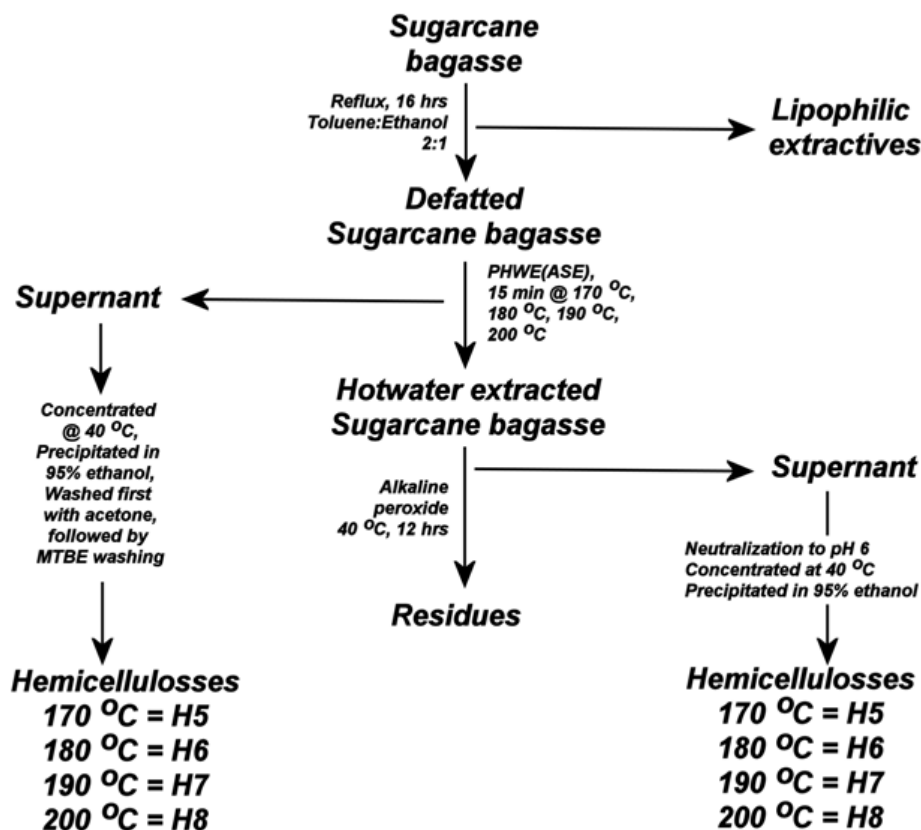 Sugarcane
bagasse
Reflux, 16 hrs
Toluene:Ethanol
2:1
Lipophilic
extractives
Defatted
Sugarcane bagasse
PHWE(ASE),
15 min @ 170 °C,
180 °C, 190 °C,
200 °C
Supernant
Hotwater extracted
Sugarcane bagasse
Concentrated
@ 40 °C,
Precipitated in
95% ethanol,
Washed first
with acetone,
followed by
MTBE washing
Alkaline
peroxide
40 °C, 12 hrs
Supernant
Neutralization to pH 6
Concentrated at 40 °C
Precipitated in 95% ethanol
Residues
Hemicellulosses
170 °C = H5
180 °C = H6
190 °C = H7
200 °C = H8
Hemicellulosses
170 °C = H5
180 °C = H6
190 °C = H7
200 °C = H8